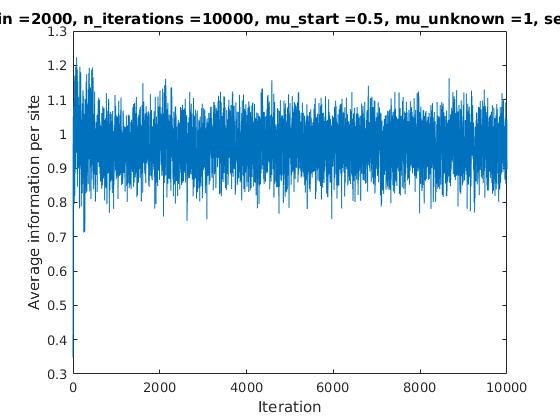 =2000, n_iterations =10000, mu_start =0.5, mu_unknown =1,
1.3
1.2
1.1
1
0.9
0.8
0.7
0.6
0.5
0.4
0.3
Average information per site
0 2000 4000 6000 8000 10000
Iteration